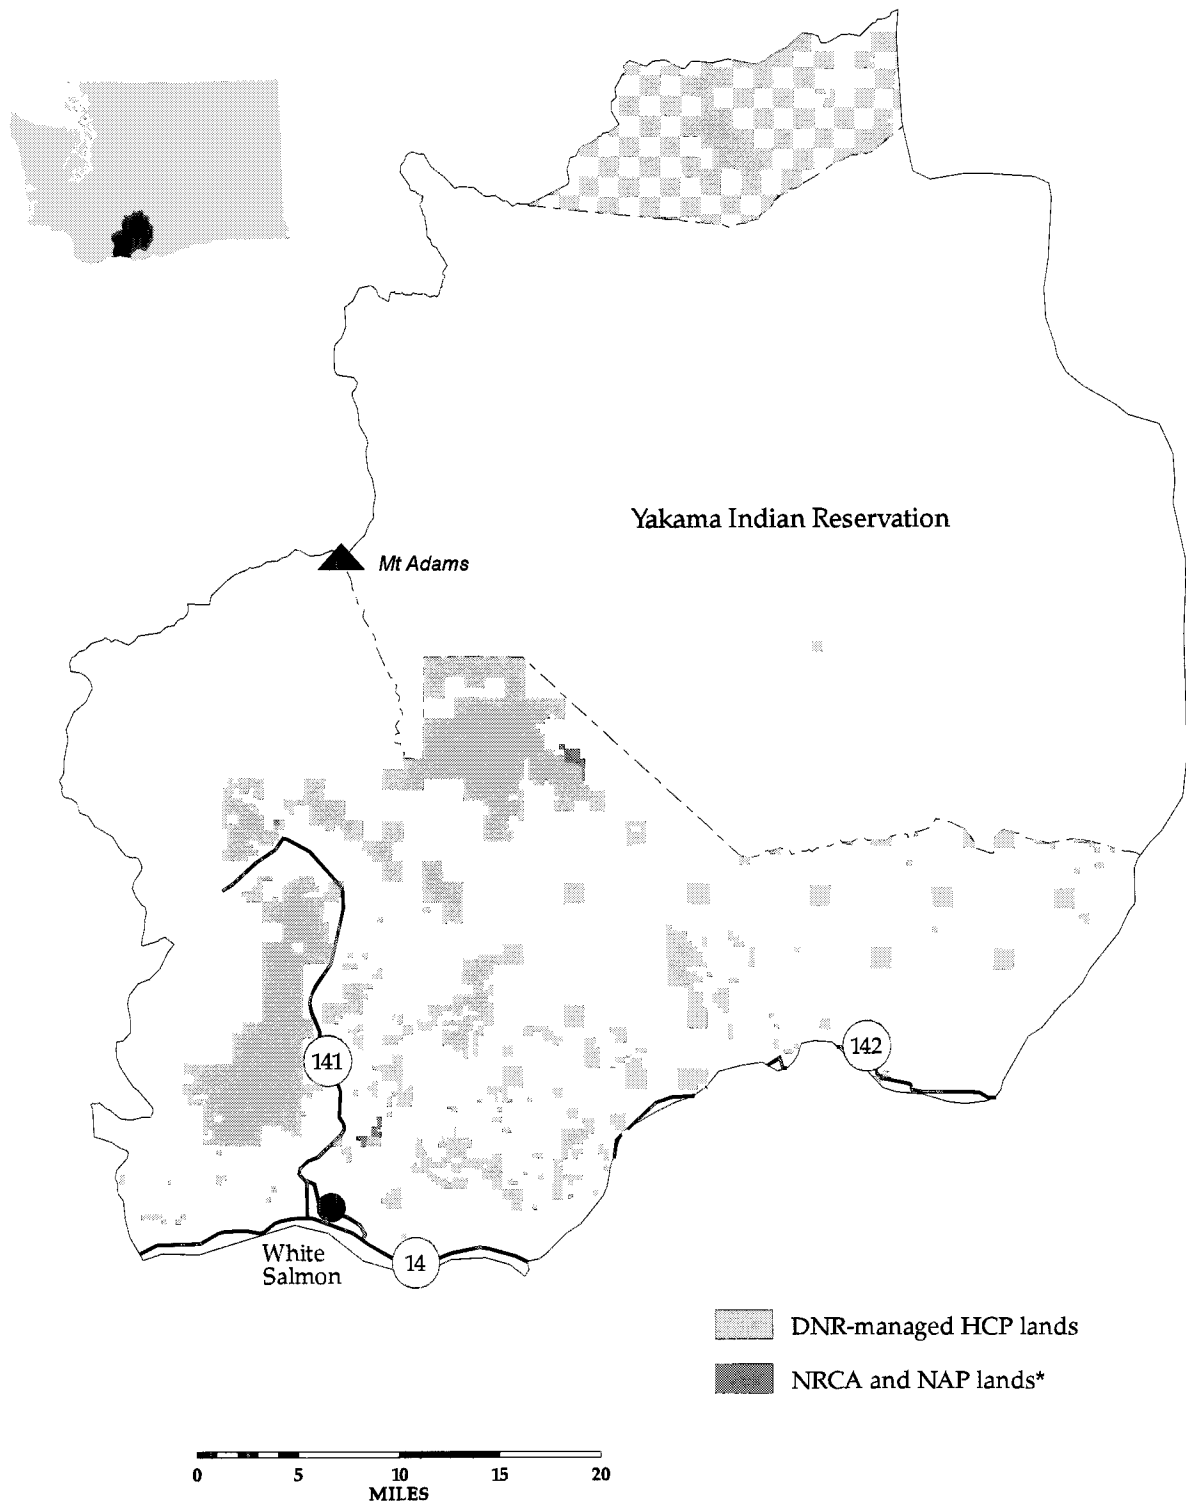 Yakama Indian Reservation
Mt Adams
141
142
White
Salmon
14
DNR-managed HCP lands
NRCA and NAP lands*
0 5 10 15 20
MILES